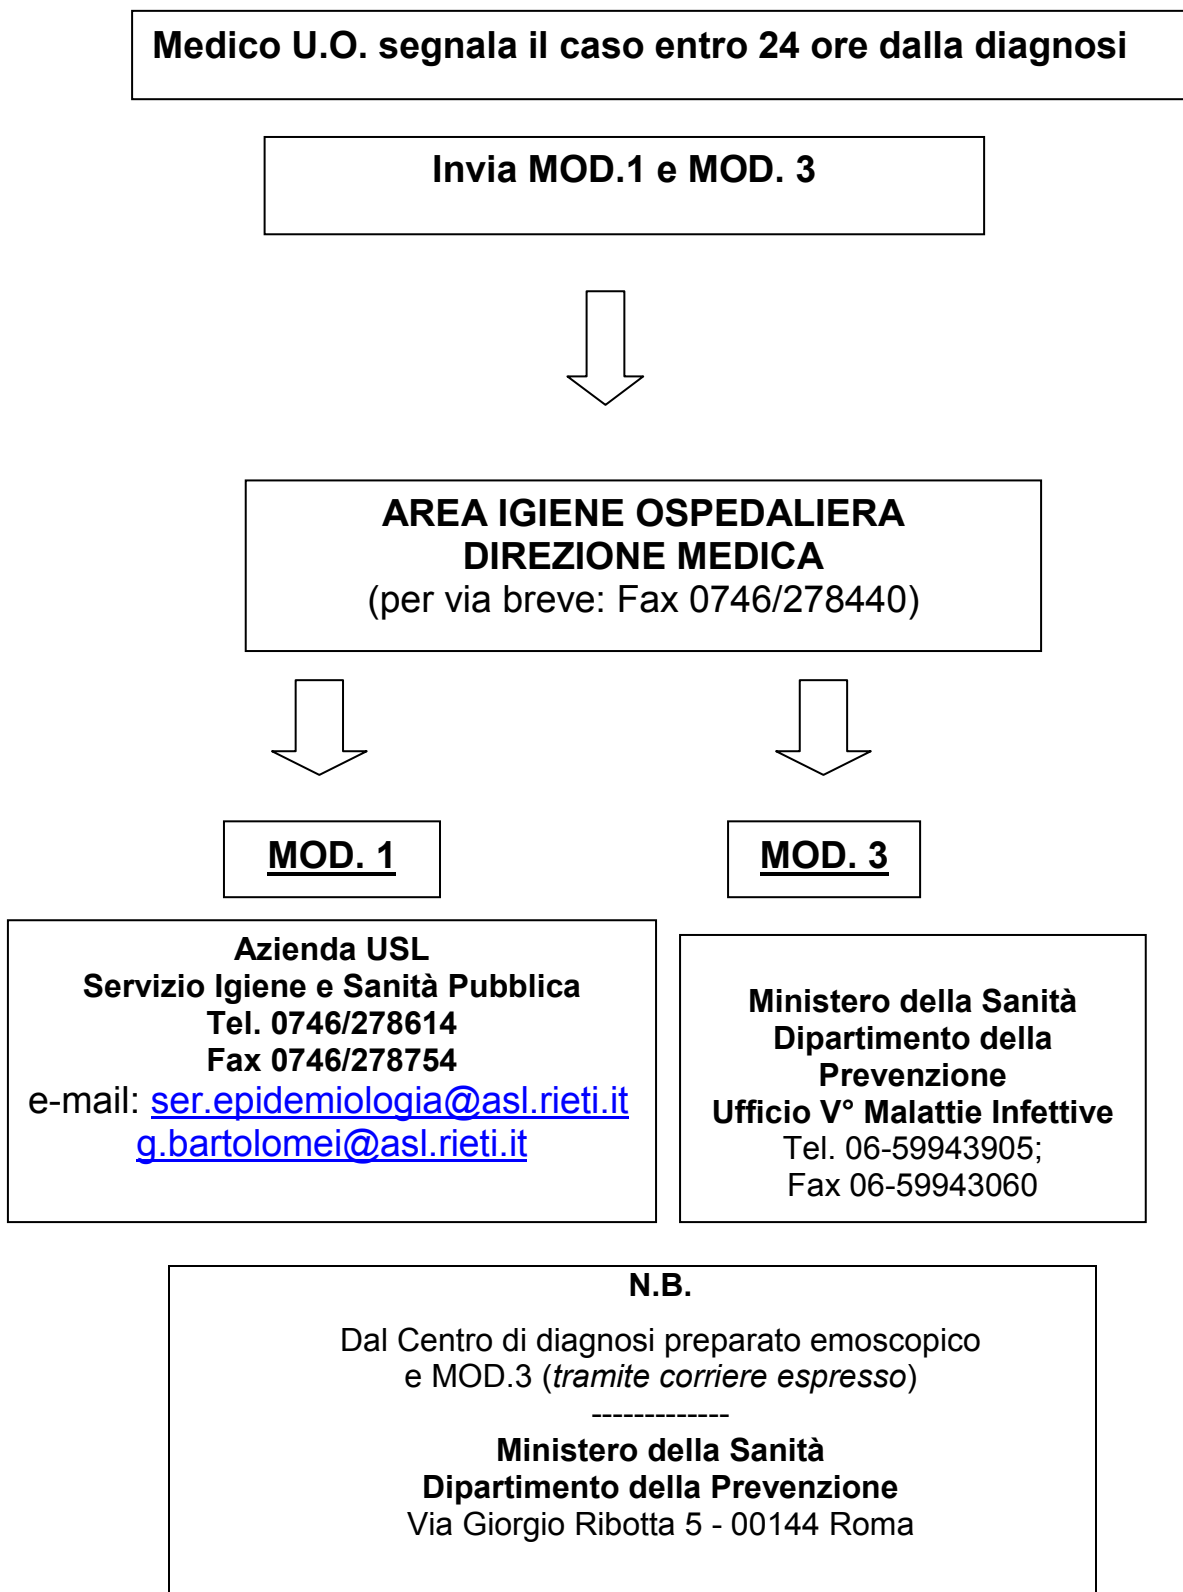 Medico U.O. segnala il caso entro 24 ore dalla diagnosi
Invia MOD.1 e MOD. 3
AREA IGIENE OSPEDALIERA
DIREZIONE MEDICA
(per via breve: Fax 0746/278440)
MOD. 1
MOD. 3
Azienda USL
Servizio Igiene e Sanità Pubblica
Tel. 0746/278614
Fax 0746/278754
e-mail: ser.epidemiologia@asl.rieti.it
g.bartolomei@asl.rieti.it
Ministero della Sanità
Dipartimento della
Prevenzione
Ufficio V° Malattie Infettive
Tel. 06-59943905;
Fax 06-59943060
N.B.
Dal Centro di diagnosi preparato emoscopico
e MOD.3 (tramite corriere espresso)
-------------
Ministero della Sanità
Dipartimento della Prevenzione
Via Giorgio Ribotta 5 - 00144 Roma